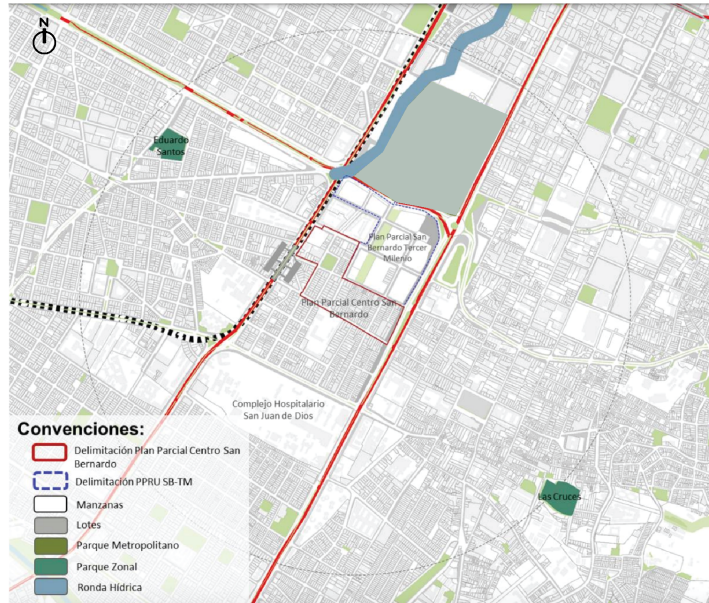 N
Eduardo
Santos
Plan Parcial San
Bernardo Tercer
Milenio
Plan Parcial Centro San
Bernardo
Complejo Hospitalario
San Juan de Dios
Las Cruces
Convenciones:
Delimitación Plan Parcial Centro San
Bernardo
Delimitación PPRU SB-TM
Manzanas
Lotes
Parque Metropolitano
Parque Zonal
Ronda Hídrica